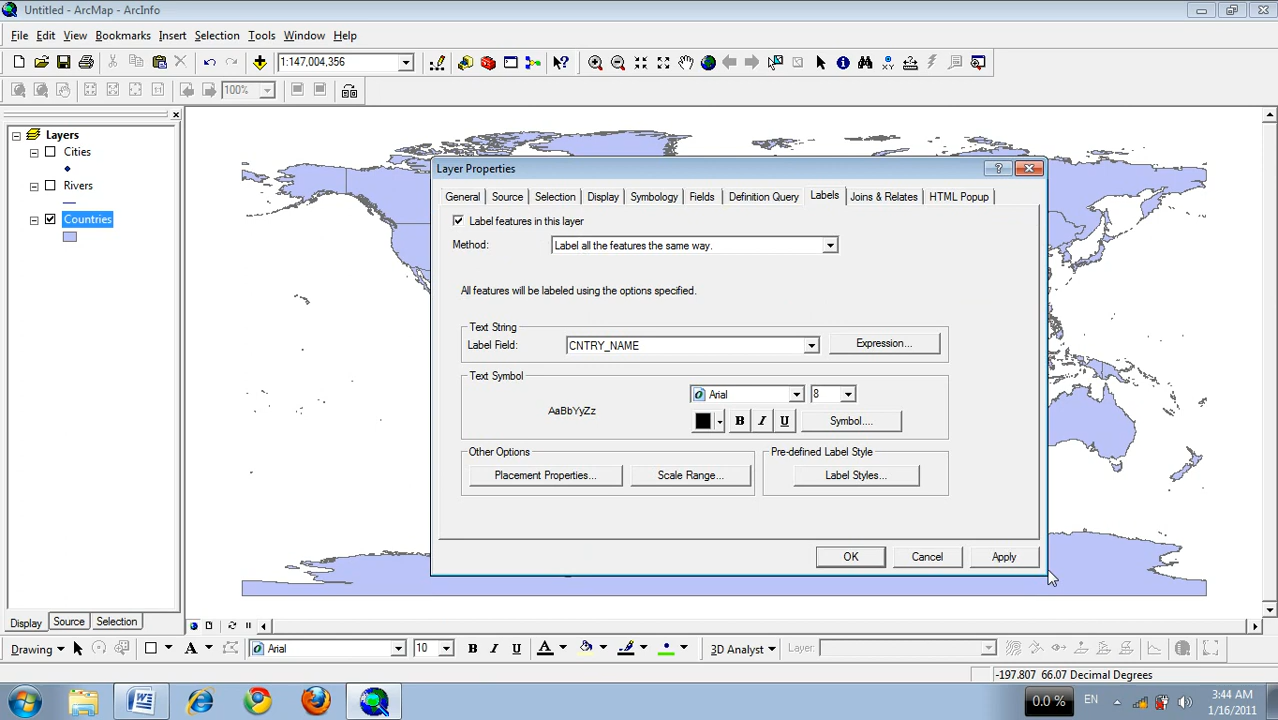 Untitled - ArcMap - ArcInfo
File Edit View Bookmarks Insert Selection Tools Window Help
1:147,004,356
100%
Layers
Cities
Rivers
Countries
Layer Properties
General Source Selection Display Symbology Fields Definition Query Labels Joins & Relates HTML Popup
Label features in this layer
Method: Label all the features the same way.
All features will be labeled using the options specified.
Text String
Label Field: CNTRY_NAME Expression...
Text Symbol
AaBbYyZz
Arial 8
B I U Symbol....
Other Options Pre-defined Label Style
Placement Properties... Scale Range... Label Styles...
OK Cancel Apply
Display Source Selection
Drawing A Arial 10 B I U A 3D Analyst Layer:
-197.807 66.07 Decimal Degrees
0.0 % EN 3:44 AM
1/16/2011